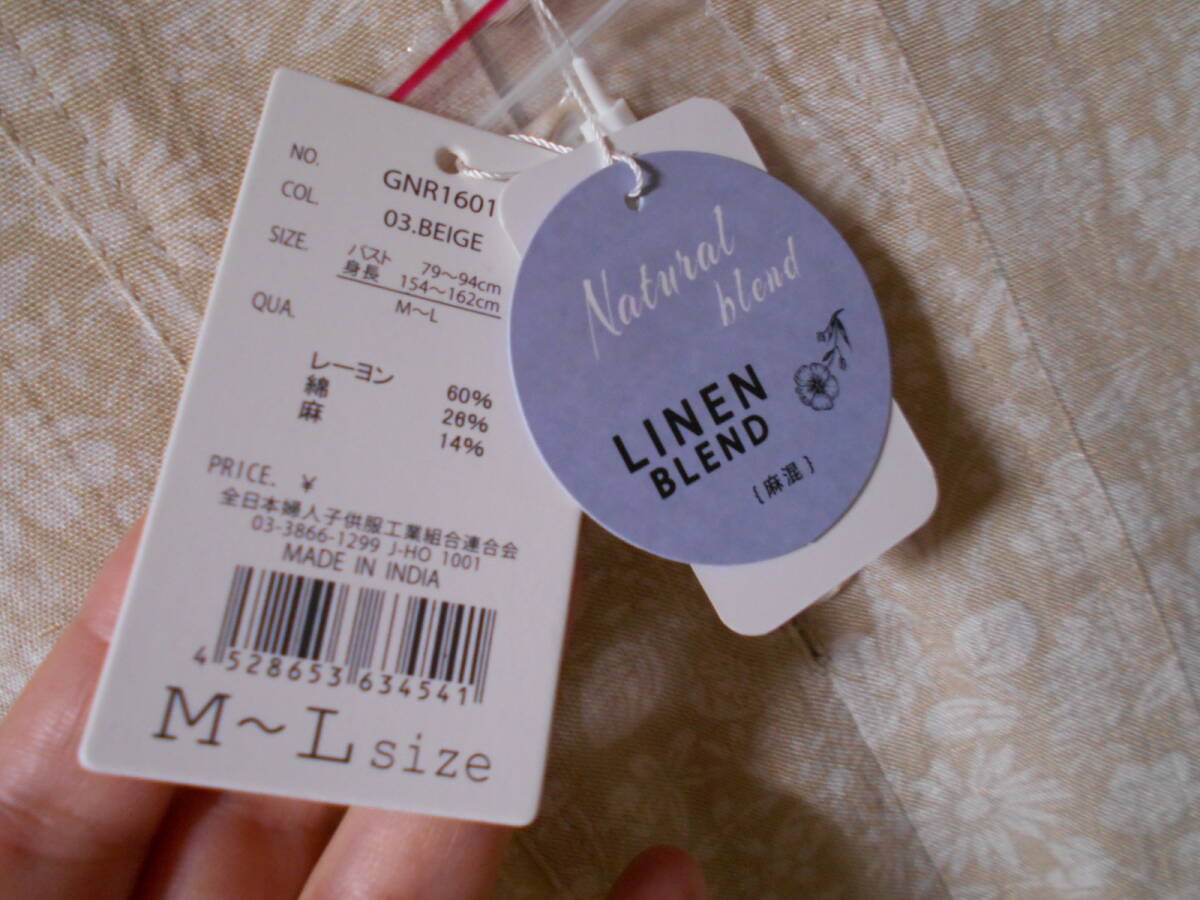 NO. GNR1601
COL. 03.BEIGE
SIZE. バスト 79～94cm
身長 154～162cm
M～L
QUA.
レーヨン 60%
綿 26%
麻 14%
PRICE. ¥
全日本婦人子供服工業組合連合会
03-3866-1299 J-HO 1001
MADE IN INDIA
4 528653 634541
M～L size
Natural
blend
LINEN
BLEND
{麻混}